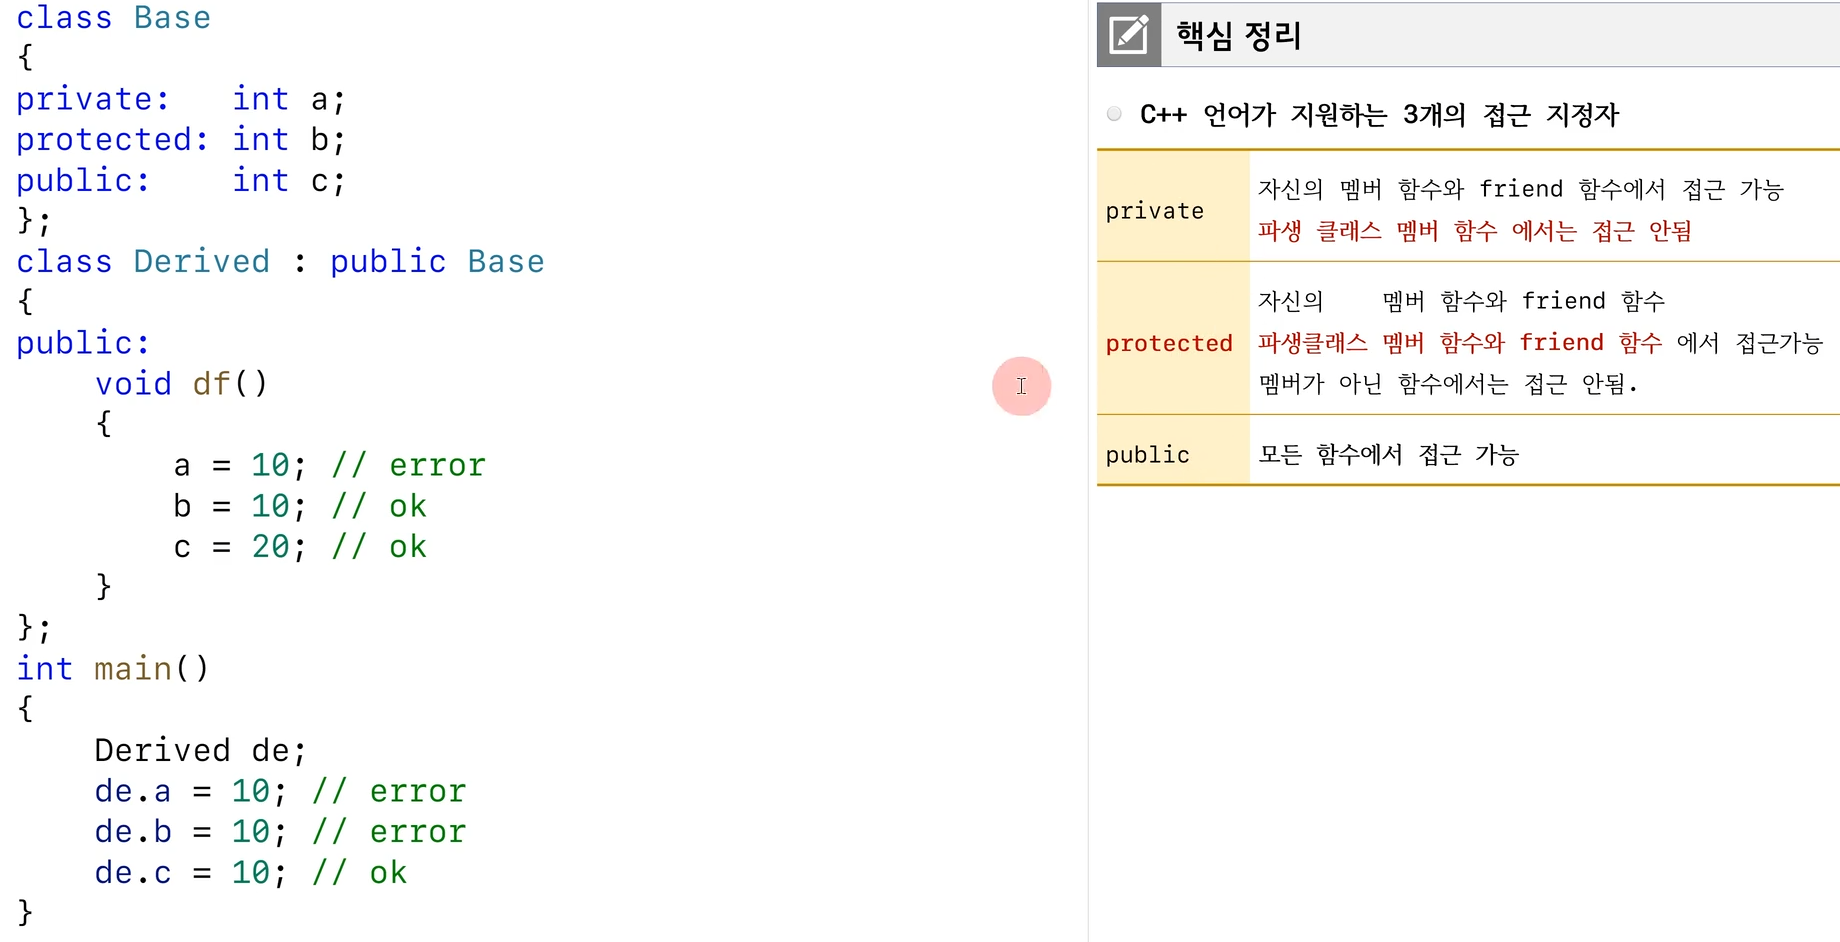 class Base
{
private:   int a;
protected: int b;
public:    int c;
};
class Derived : public Base
{
public:
    void df()
    {
        a = 10; // error
        b = 10; // ok
        c = 20; // ok
    }
};
int main()
{
    Derived de;
    de.a = 10; // error
    de.b = 10; // error
    de.c = 10; // ok
}
핵심 정리
C++ 언어가 지원하는 3개의 접근 지정자
private
자신의 멤버 함수와 friend 함수에서 접근 가능
파생 클래스 멤버 함수 에서는 접근 안됨
protected
자신의    멤버 함수와 friend 함수
파생클래스 멤버 함수와 friend 함수 에서 접근가능
멤버가 아닌 함수에서는 접근 안됨.
public
모든 함수에서 접근 가능